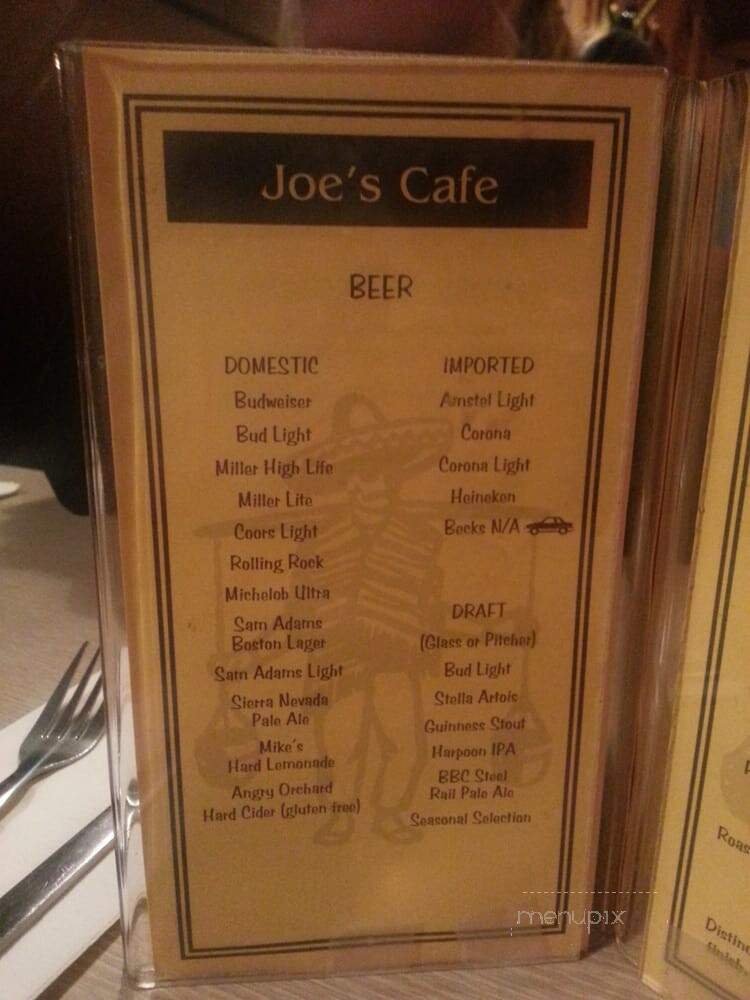 Joe's Cafe
BEER
DOMESTIC
Budweiser
Bud Light
Miller High Life
Miller Lite
Coors Light
Rolling Rock
Michelob Ultra
Sam Adams
Boston Lager
Sam Adams Light
Sierra Nevada
Pale Ale
Mike's
Hard Lemonade
Angry Orchard
Hard Cider (gluten free)
IMPORTED
Amstel Light
Corona
Corona Light
Heineken
Becks N/A
DRAFT
(Glass or Pitcher)
Bud Light
Stella Artois
Guinness Stout
Harpoon IPA
BBC Steel
Rail Pale Ale
Seasonal Selection
menupix
Roas
Distinc